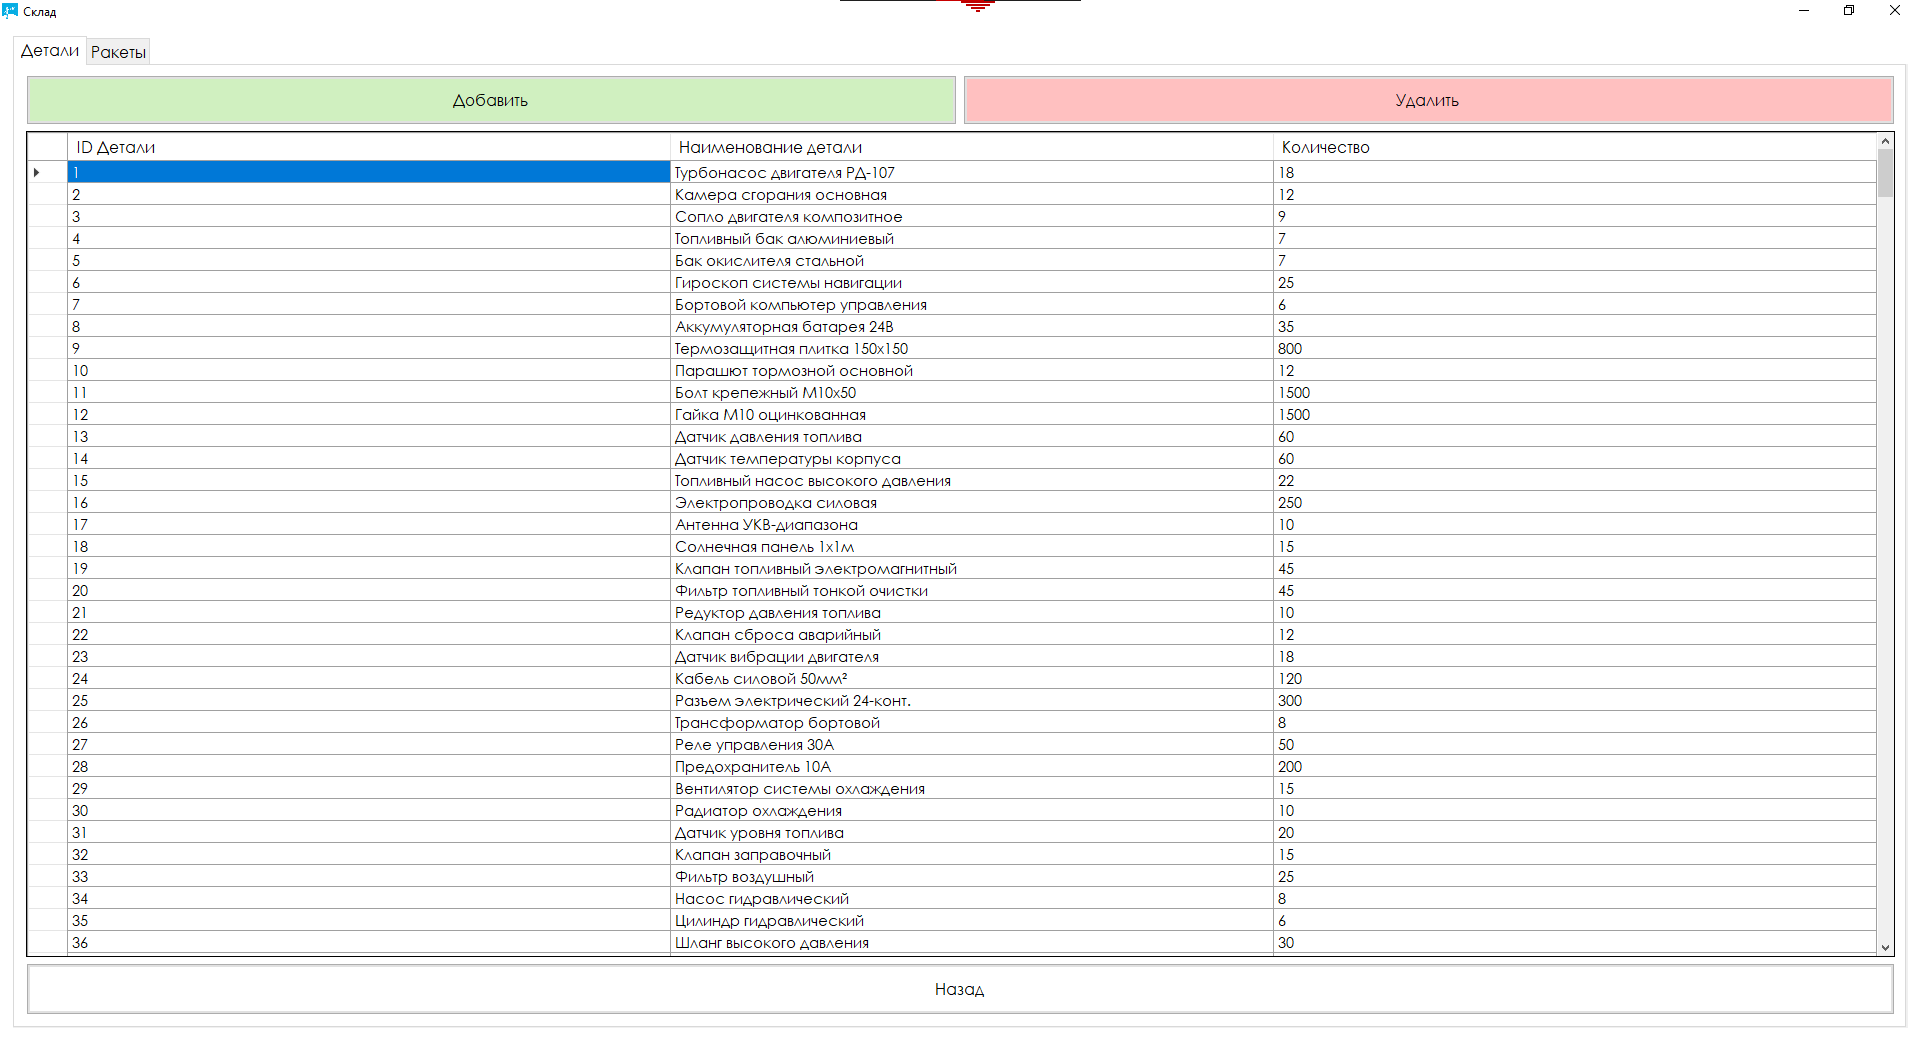 Склад
Детали Ракеты
Добавить Удалить
ID Детали Наименование детали Количество
1 Турбонасос двигателя РД-107 18
2 Камера сгорания основная 12
3 Сопло двигателя композитное 9
4 Топливный бак алюминиевый 7
5 Бак окислителя стальной 7
6 Гироскоп системы навигации 25
7 Бортовой компьютер управления 6
8 Аккумуляторная батарея 24В 35
9 Термозащитная плитка 150х150 800
10 Парашют тормозной основной 12
11 Болт крепежный М10х50 1500
12 Гайка М10 оцинкованная 1500
13 Датчик давления топлива 60
14 Датчик температуры корпуса 60
15 Топливный насос высокого давления 22
16 Электропроводка силовая 250
17 Антенна УКВ-диапазона 10
18 Солнечная панель 1х1м 15
19 Клапан топливный электромагнитный 45
20 Фильтр топливный тонкой очистки 45
21 Редуктор давления топлива 10
22 Клапан сброса аварийный 12
23 Датчик вибрации двигателя 18
24 Кабель силовой 50мм² 120
25 Разъем электрический 24-конт. 300
26 Трансформатор бортовой 8
27 Реле управления 30А 50
28 Предохранитель 10А 200
29 Вентилятор системы охлаждения 15
30 Радиатор охлаждения 10
31 Датчик уровня топлива 20
32 Клапан заправочный 15
33 Фильтр воздушный 25
34 Насос гидравлический 8
35 Цилиндр гидравлический 6
36 Шланг высокого давления 30
Назад